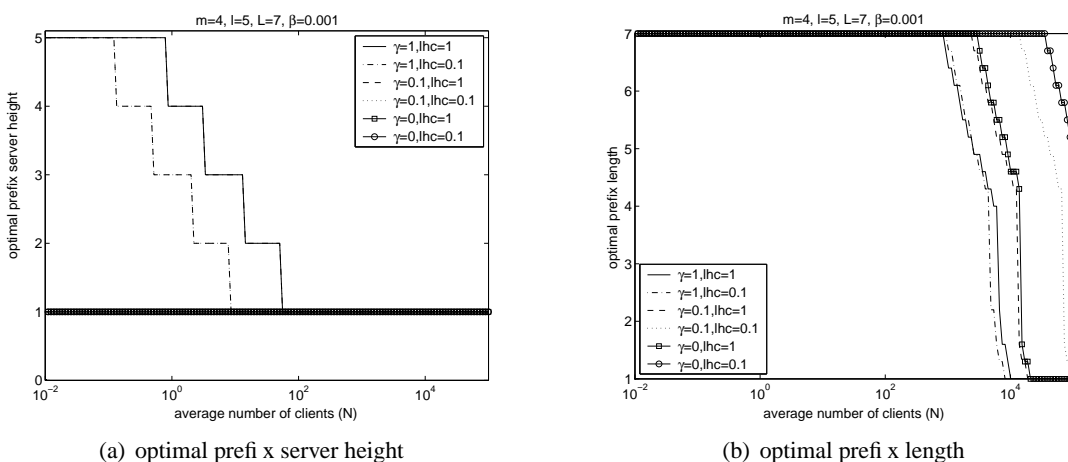 m=4, l=5, L=7, β=0.001
optimal prefix server height
5
4
3
2
1
0
γ=1,lhc=1
γ=1,lhc=0.1
γ=0.1,lhc=1
γ=0.1,lhc=0.1
γ=0,lhc=1
γ=0,lhc=0.1
10^−2
10^0
10^2
10^4
average number of clients (N)
(a) optimal prefi x server height
m=4, l=5, L=7, β=0.001
optimal prefix length
7
6
5
4
3
2
1
γ=1,lhc=1
γ=1,lhc=0.1
γ=0.1,lhc=1
γ=0.1,lhc=0.1
γ=0,lhc=1
γ=0,lhc=0.1
10^−2
10^0
10^2
10^4
average number of clients (N)
(b) optimal prefi x length